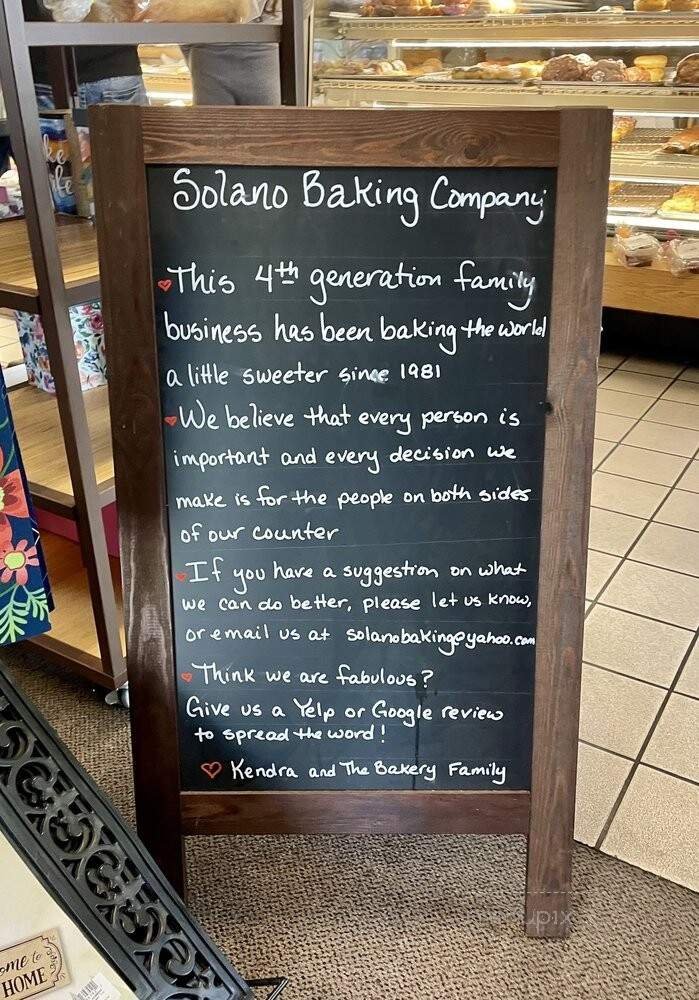 Solano Baking Company:
This 4th generation family
business has been baking the world
a little sweeter since 1981
We believe that every person is
important and every decision we
make is for the people on both sides
of our counter
If you have a suggestion on what
we can do better, please let us know,
or email us at solanobaking@yahoo.com
Think we are fabulous?
Give us a Yelp or Google review
to spread the word!
Kendra and The Bakery Family
HOME